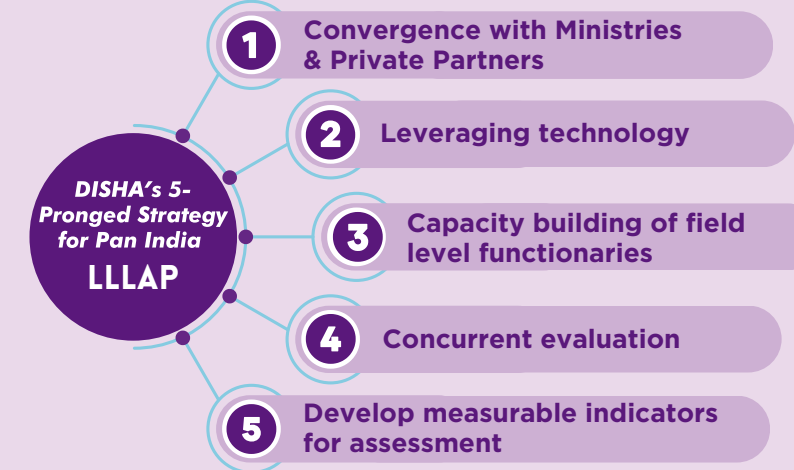 DISHA's 5-
Pronged Strategy
for Pan India
LLLAP
1
Convergence with Ministries
& Private Partners
2
Leveraging technology
3
Capacity building of field
level functionaries
4
Concurrent evaluation
5
Develop measurable indicators
for assessment